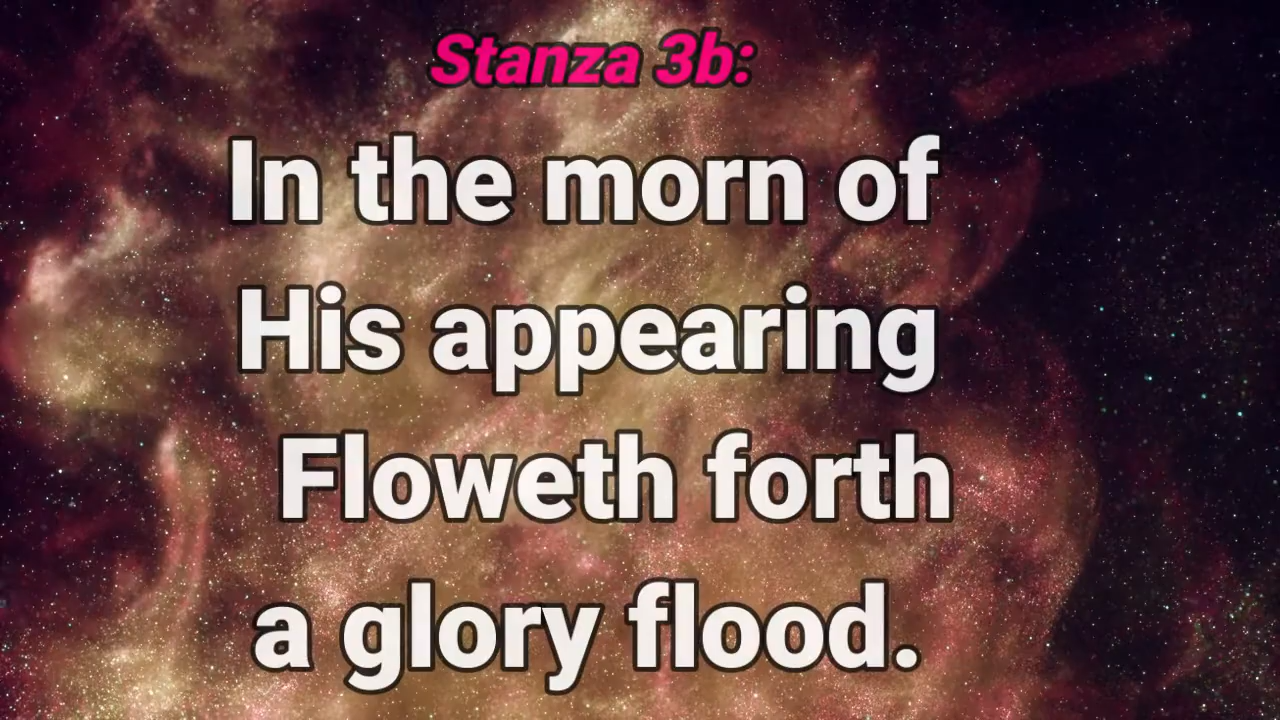 Stanza 3b:
In the morn of
His appearing
Floweth forth
a glory flood.